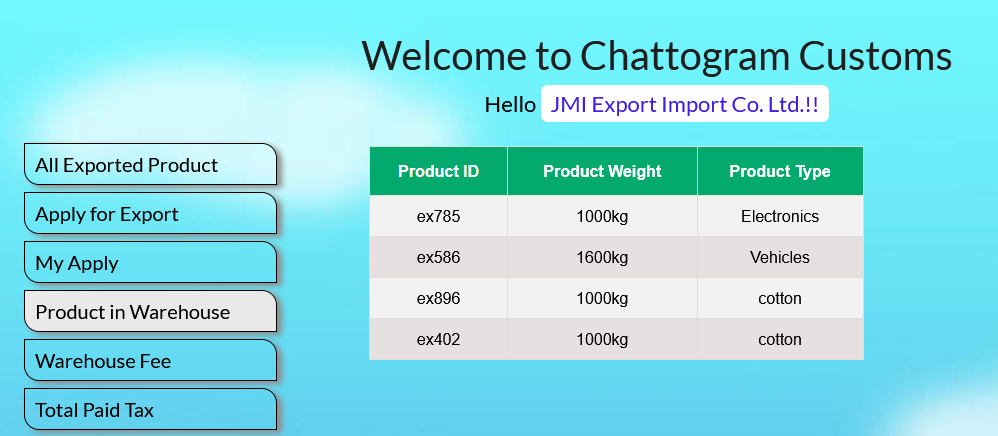 Welcome to Chattogram Customs
Hello JMI Export Import Co. Ltd.!!
All Exported Product
Apply for Export
My Apply
Product in Warehouse
Warehouse Fee
Total Paid Tax
Product ID Product Weight Product Type
ex785 1000kg Electronics
ex586 1600kg Vehicles
ex896 1000kg cotton
ex402 1000kg cotton